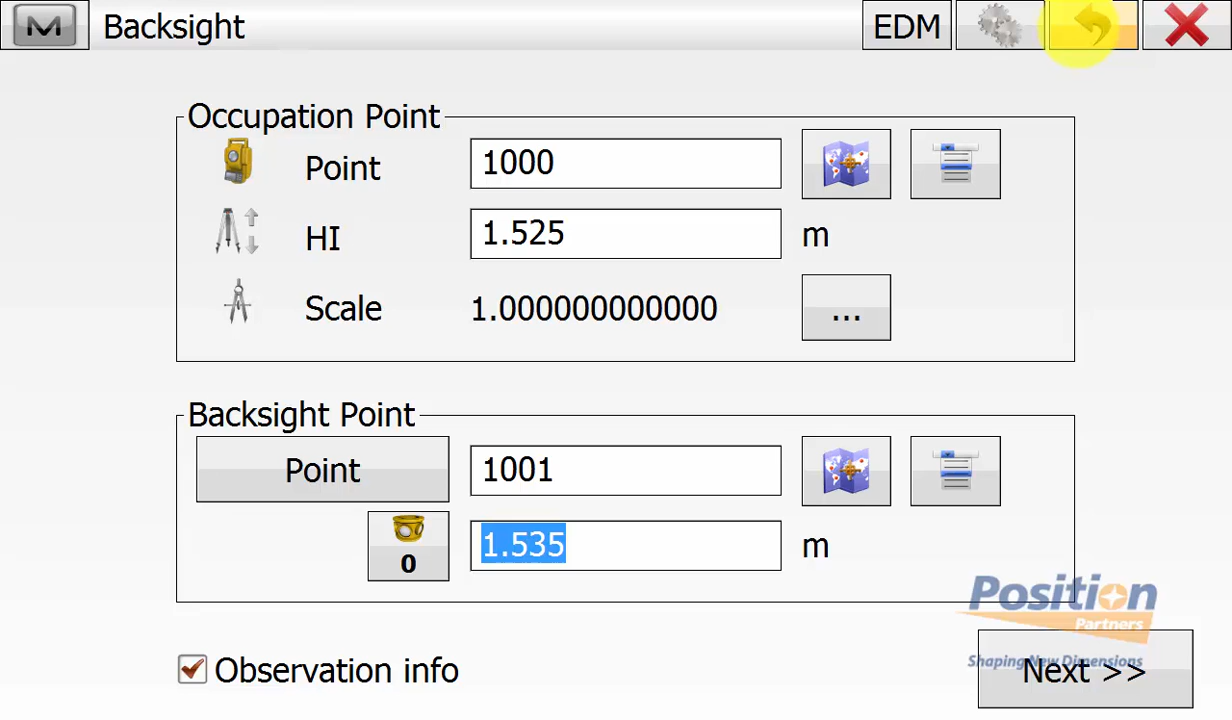 M Backsight EDM
Occupation Point
Point 1000
HI 1.525 m
Scale 1.000000000000 ...
Backsight Point
Point 1001
0 1.535 m
Position
Partners
Shaping New Dimensions
Observation info Next >>